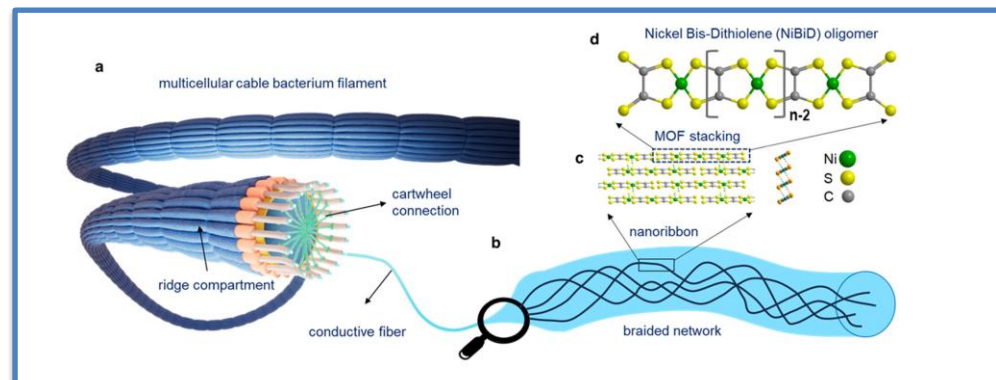 d
Nickel Bis-Dithiolene (NiBiD) oligomer
a
multicellular cable bacterium filament
n-2
MOF stacking
c
Ni
S
C
cartwheel
connection
nanoribbon
b
ridge compartment
conductive fiber
braided network